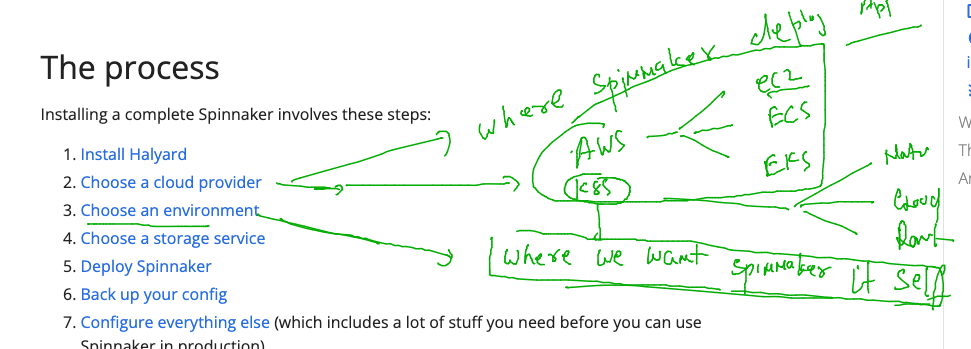 The process
Installing a complete Spinnaker involves these steps:
1. Install Halyard
2. Choose a cloud provider
3. Choose an environment
4. Choose a storage service
5. Deploy Spinnaker
6. Back up your config
7. Configure everything else (which includes a lot of stuff you need before you can use
Spinnaker in production)
where Spinnaker deploy
AWS
K8S
ec2
ECS
EKS
Cloud
where we want spinnaker it self
W
Th
Ar